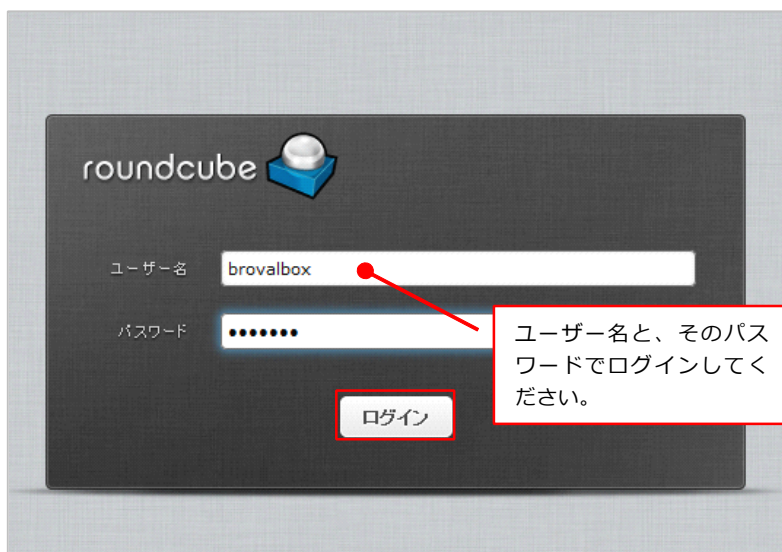 roundcube
ユーザー名
brovalbox
パスワード
•••••••
ユーザー名と、そのパス
ワードでログインしてく
ださい。
ログイン